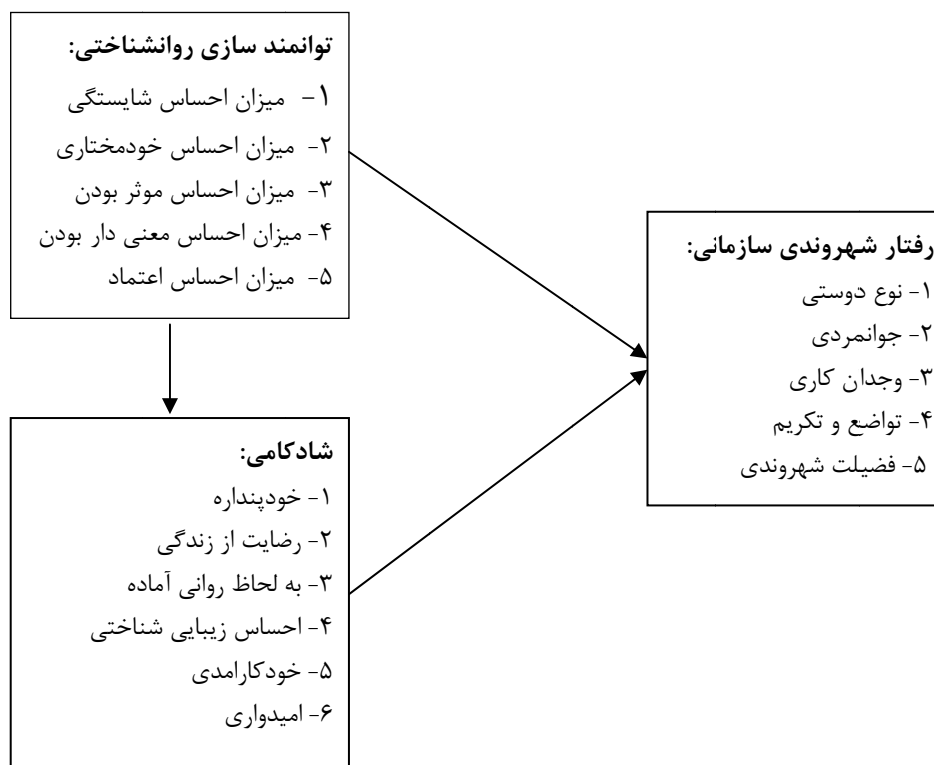 توانمند سازی روانشناختی:
۱- میزان احساس شایستگی
۲- میزان احساس خودمختاری
۳- میزان احساس موثر بودن
۴- میزان احساس معنی دار بودن
۵- میزان احساس اعتماد
رفتار شهروندی سازمانی:
۱- نوع دوستی
۲- جوانمردی
۳- وجدان کاری
۴- تواضع و تکریم
۵- فضیلت شهروندی
شادکامی:
۱- خودپنداره
۲- رضایت از زندگی
۳- به لحاظ روانی آماده
۴- احساس زیبایی شناختی
۵- خودکارامدی
۶- امیدواری